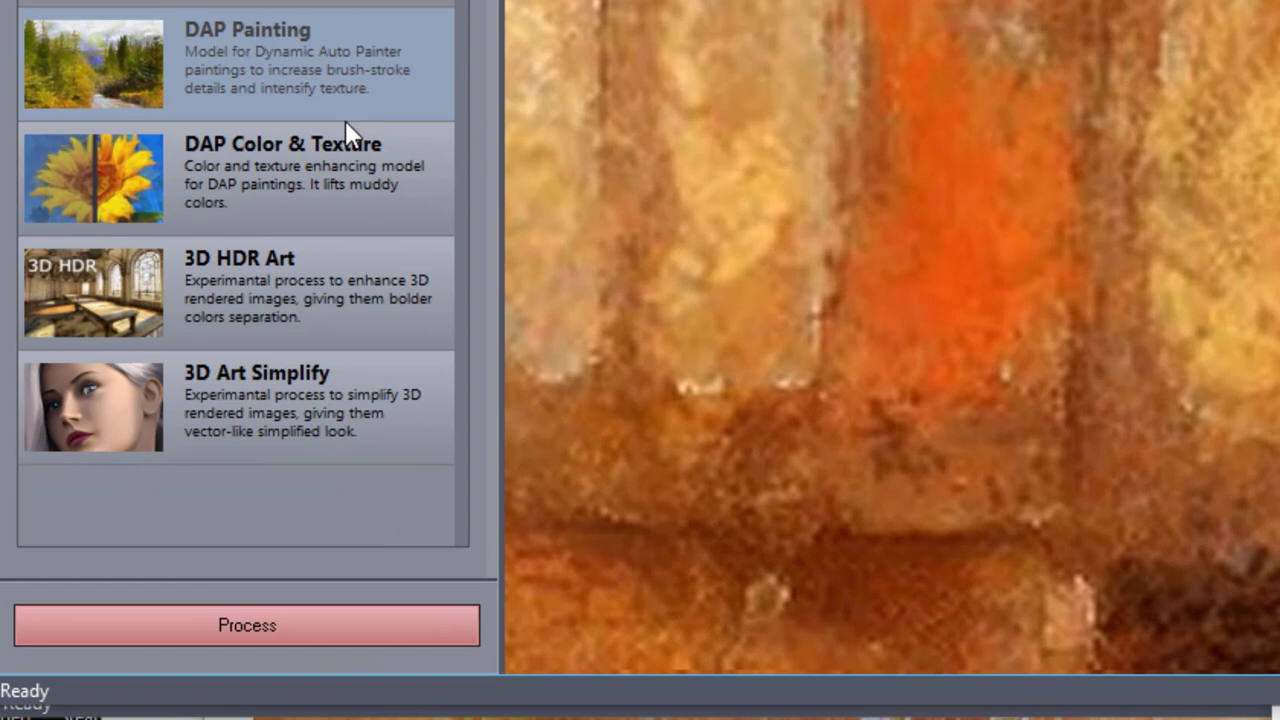 DAP Painting
Model for Dynamic Auto Painter
paintings to increase brush-stroke
details and intensify texture.
DAP Color & Texture
Color and texture enhancing model
for DAP paintings. It lifts muddy
colors.
3D HDR
3D HDR Art
Experimantal process to enhance 3D
rendered images, giving them bolder
colors separation.
3D Art Simplify
Experimantal process to simplify 3D
rendered images, giving them
vector-like simplified look.
Process
Ready
Ready